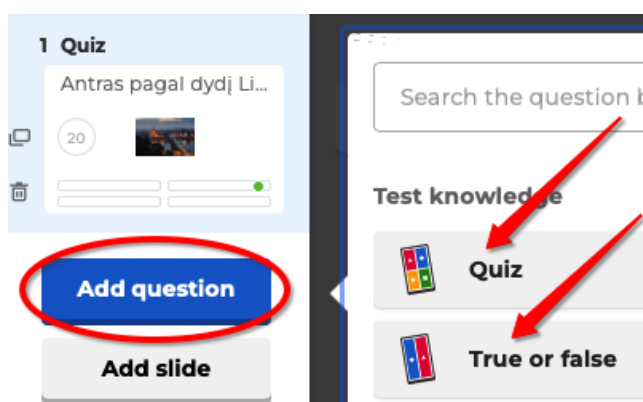 1 Quiz
Antras pagal dydį Li...
20
Add question
Add slide
Search the question
Test knowledge
Quiz
True or false